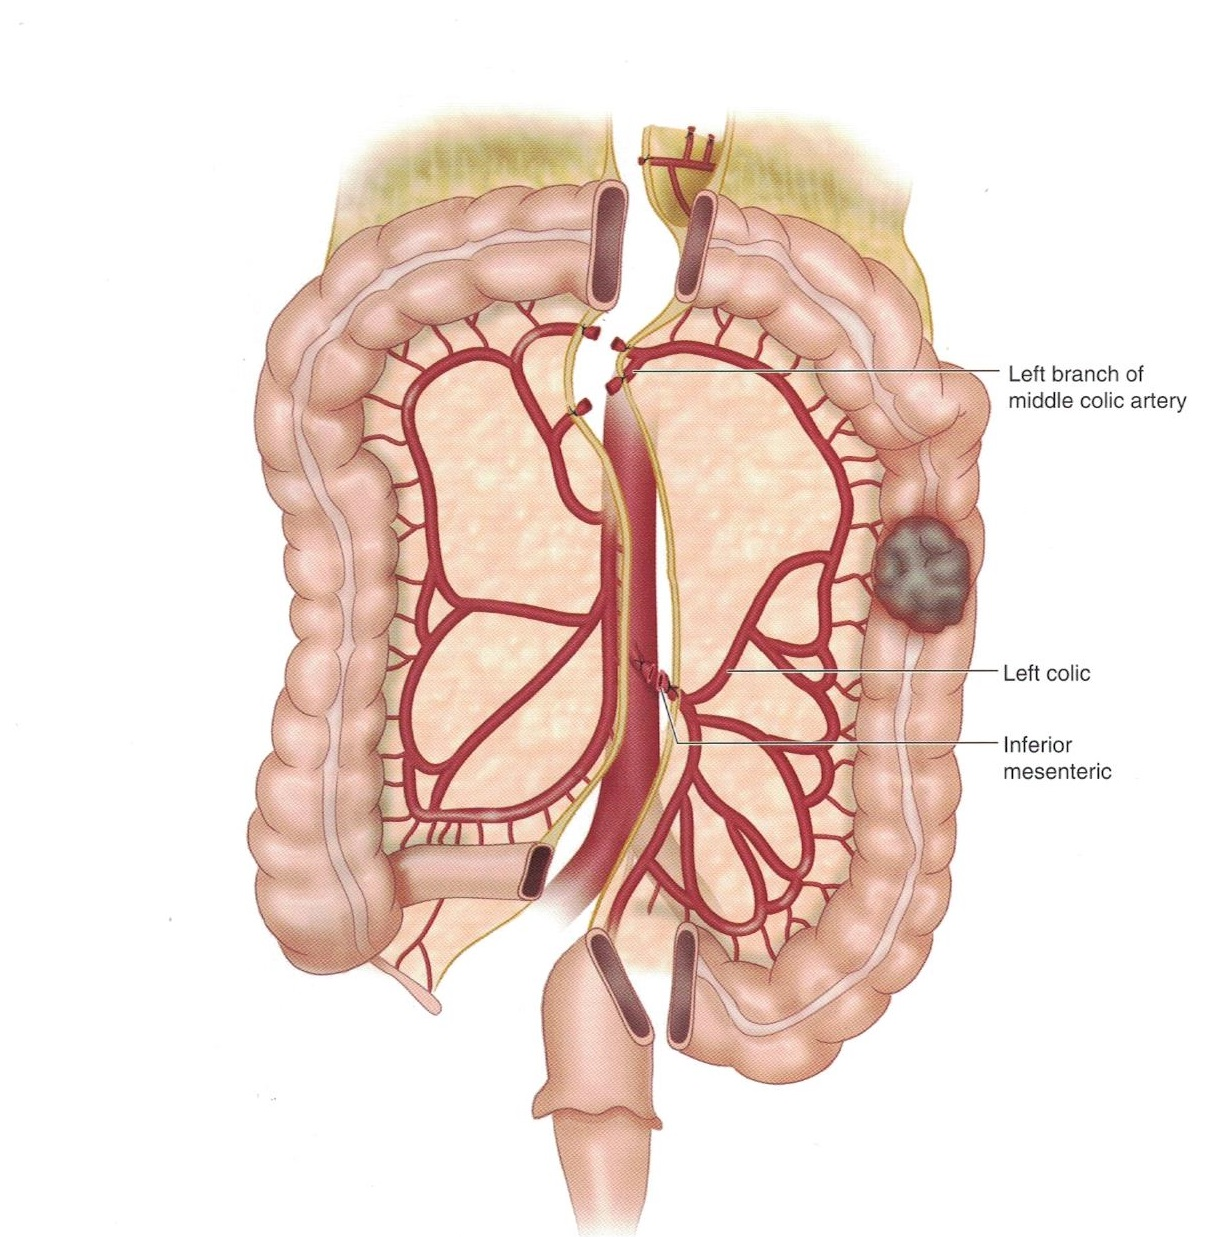 Left branch of
middle colic artery
Left colic
Inferior
mesenteric